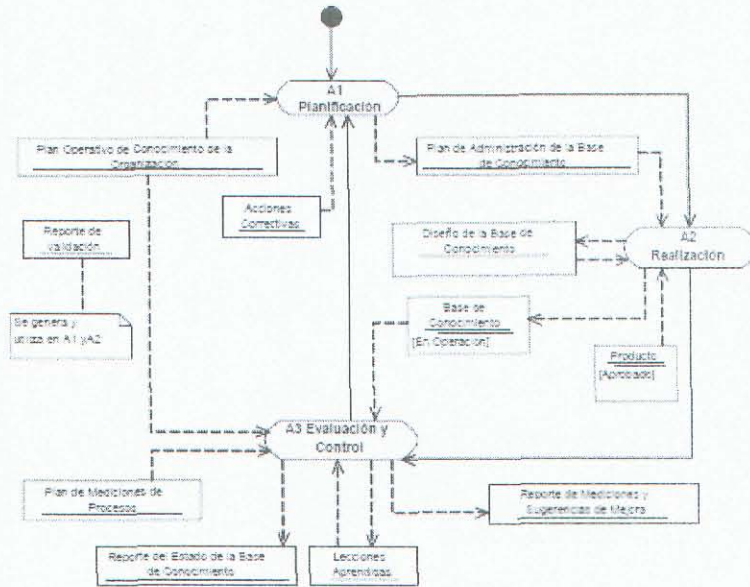 A1
Planificación
Plan Operativo de Conocimiento de la
Organización
Plan de Administración de la Base
de Conocimiento
Acciones
Correctivas
Reporte de
validación
Diseño de la Base de
Conocimiento
A2
Realización
Se genera y
utiliza en A1 y A2
Base de
Conocimiento
[En Operación]
Producto
[Aprobado]
A3 Evaluación y
Control
Plan de Mediciones de
Procesos
Reporte de Mediciones y
Sugerencias de Mejora
Reporte del Estado de la Base
de Conocimiento
Lecciones
Aprendidas